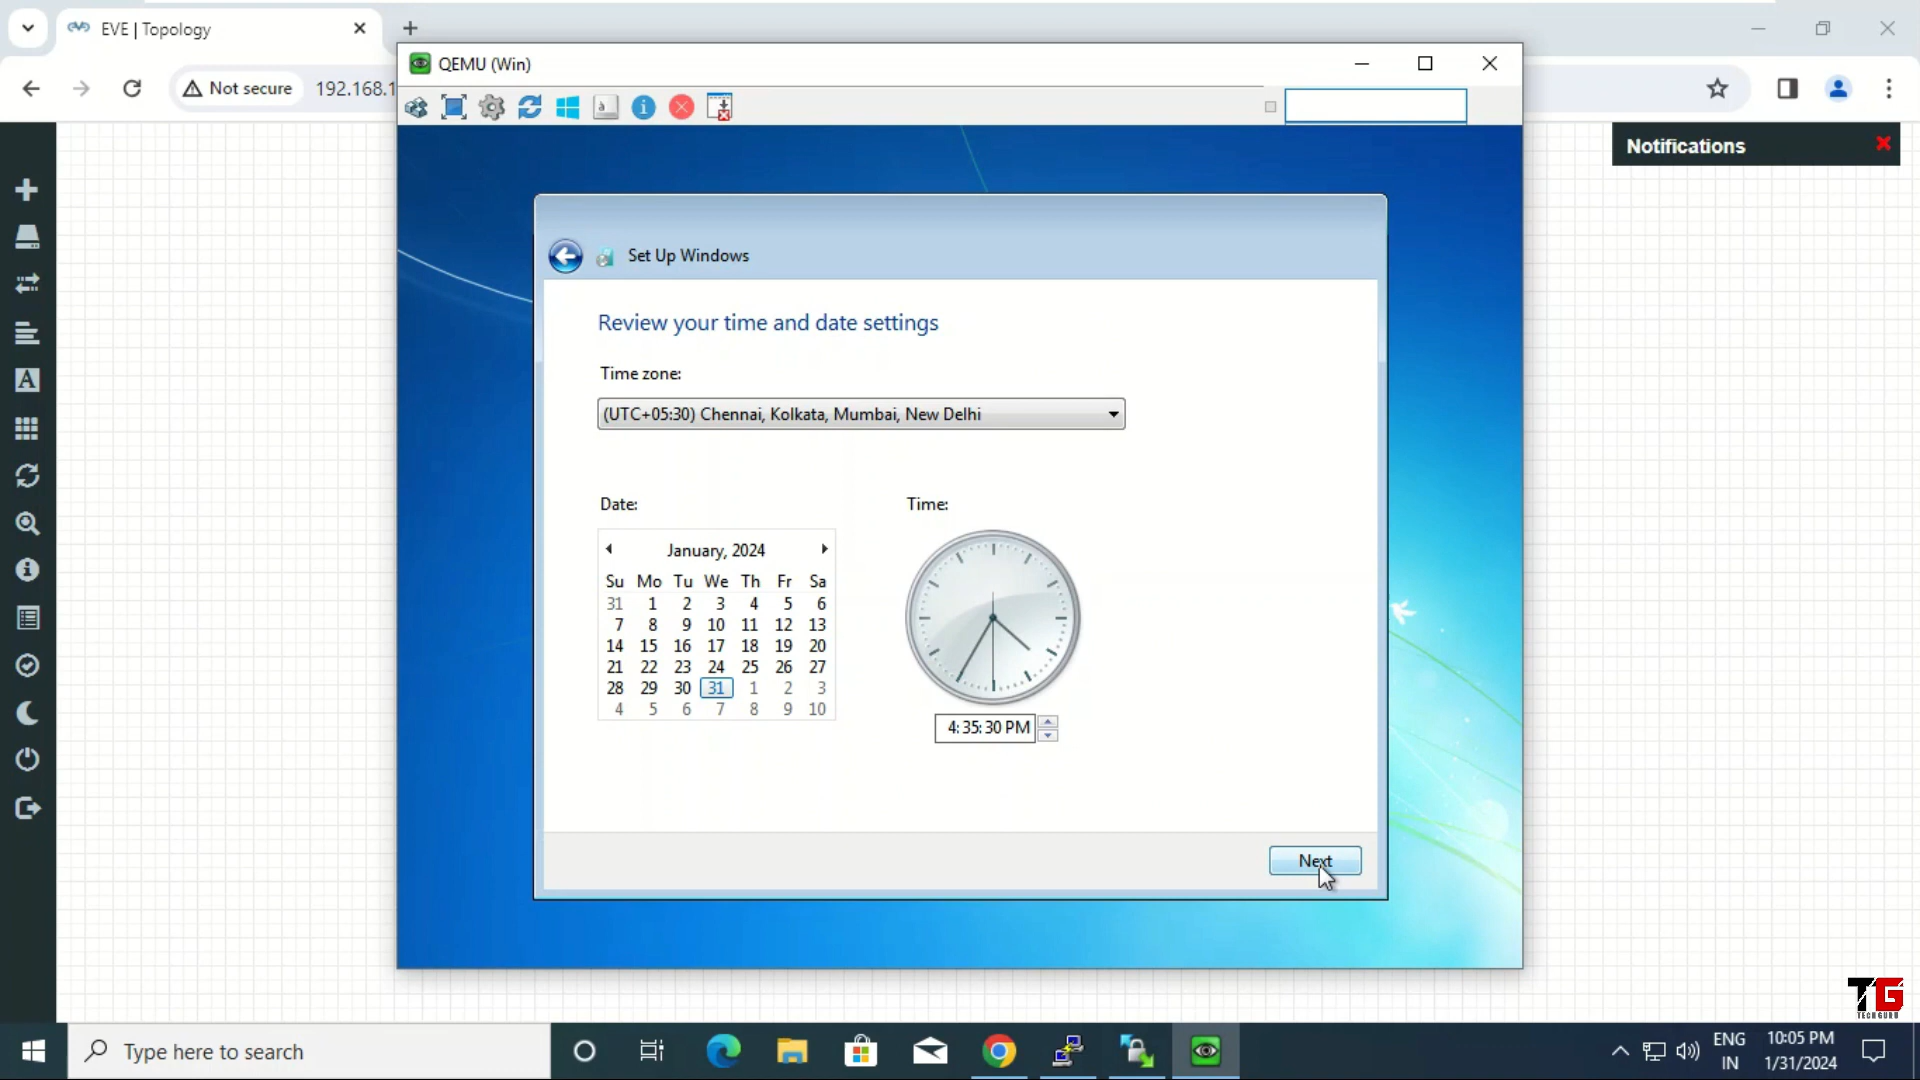 EVE | Topology
Not secure 192.168.1
QEMU (Win)
Notifications
Set Up Windows
Review your time and date settings
Time zone:
(UTC+05:30) Chennai, Kolkata, Mumbai, New Delhi
Date: Time:
January, 2024
Su Mo Tu We Th Fr Sa
31 1 2 3 4 5 6
7 8 9 10 11 12 13
14 15 16 17 18 19 20
21 22 23 24 25 26 27
28 29 30 31 1 2 3
4 5 6 7 8 9 10
4:35:30 PM
Next
TG
TECH GURU
Type here to search
ENG
IN
10:05 PM
1/31/2024